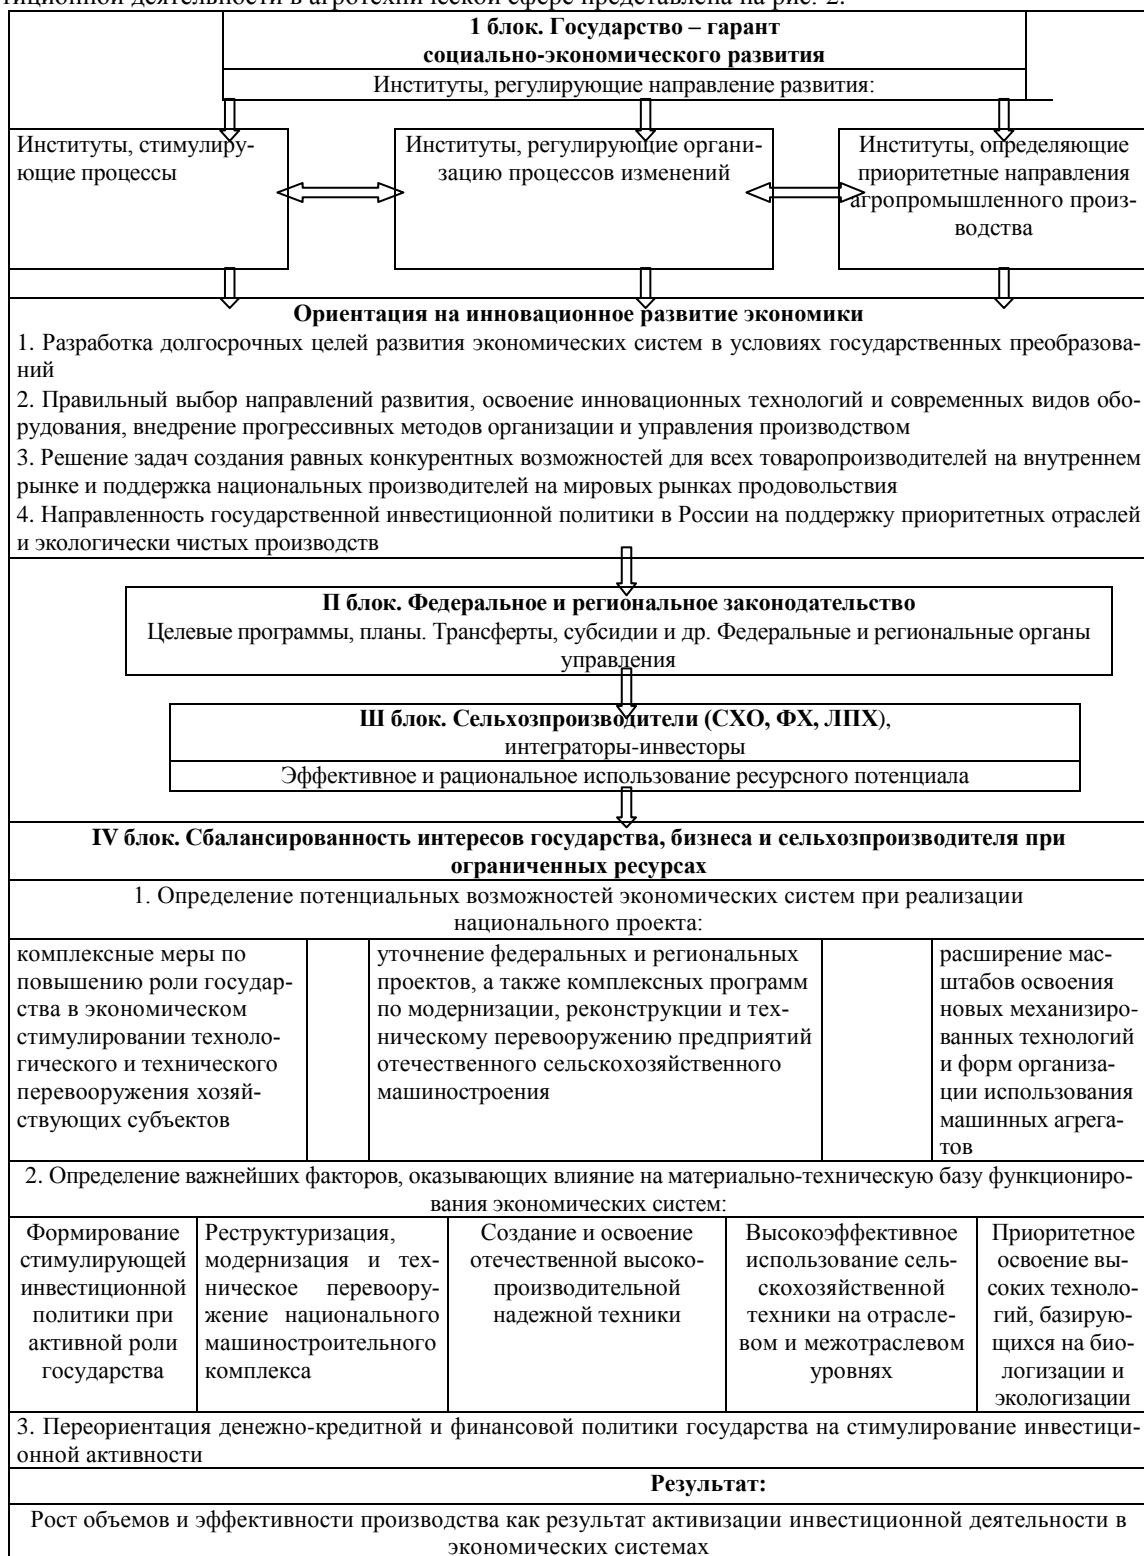 тиционной деятельности в агротехнической сфере представлена на рис. 2.
1 блок. Государство – гарант
социально-экономического развития
Институты, регулирующие направление развития:
Институты, стимулиру-
ющие процессы
Институты, регулирующие органи-
зацию процессов изменений
Институты, определяющие
приоритетные направления
агропромышленного произ-
водства
Ориентация на инновационное развитие экономики
1. Разработка долгосрочных целей развития экономических систем в условиях государственных преобразова-
ний
2. Правильный выбор направлений развития, освоение инновационных технологий и современных видов обо-
рудования, внедрение прогрессивных методов организации и управления производством
3. Решение задач создания равных конкурентных возможностей для всех товаропроизводителей на внутреннем
рынке и поддержка национальных производителей на мировых рынках продовольствия
4. Направленность государственной инвестиционной политики в России на поддержку приоритетных отраслей
и экологически чистых производств
П блок. Федеральное и региональное законодательство
Целевые программы, планы. Трансферты, субсидии и др. Федеральные и региональные органы
управления
Ш блок. Сельхозпроизводители (СХО, ФХ, ЛПХ),
интеграторы-инвесторы
Эффективное и рациональное использование ресурсного потенциала
IV блок. Сбалансированность интересов государства, бизнеса и сельхозпроизводителя при
ограниченных ресурсах
1. Определение потенциальных возможностей экономических систем при реализации
национального проекта:
комплексные меры по
повышению роли государ-
ства в экономическом
стимулировании техноло-
гического и технического
перевооружения хозяй-
ствующих субъектов
уточнение федеральных и региональных
проектов, а также комплексных программ
по модернизации, реконструкции и тех-
ническому перевооружению предприятий
отечественного сельскохозяйственного
машиностроения
расширение мас-
штабов освоения
новых механизиро-
ванных технологий
и форм организа-
ции использования
машинных агрега-
тов
2. Определение важнейших факторов, оказывающих влияние на материально-техническую базу функциониро-
вания экономических систем:
Формирование
стимулирующей
инвестиционной
политики при
активной роли
государства
Реструктуризация,
модернизация и тех-
ническое перевоору-
жение национального
машиностроительного
комплекса
Создание и освоение
отечественной высоко-
производительной
надежной техники
Высокоэффективное
использование сель-
скохозяйственной
техники на отрасле-
вом и межотраслевом
уровнях
Приоритетное
освоение вы-
соких техноло-
гий, базирую-
щихся на био-
логизации и
экологизации
3. Переориентация денежно-кредитной и финансовой политики государства на стимулирование инвестици-
онной активности
Результат:
Рост объемов и эффективности производства как результат активизации инвестиционной деятельности в
экономических системах